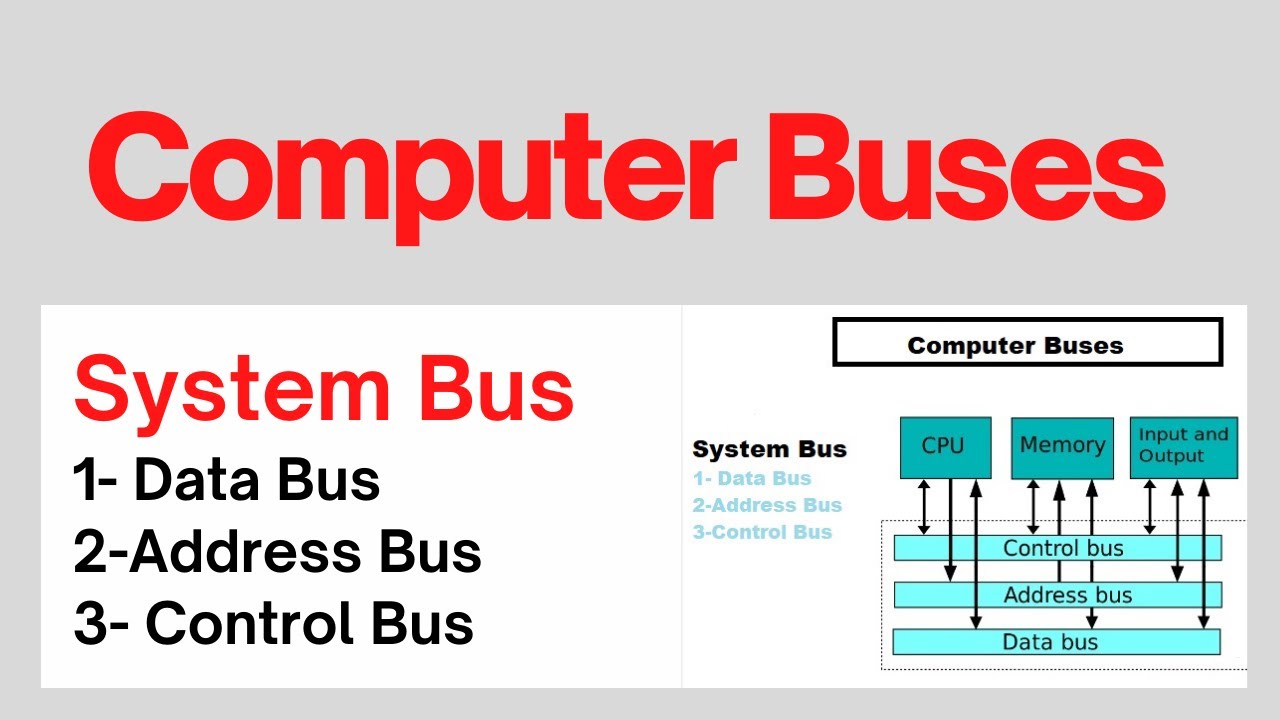 Computer Buses
System Bus
1- Data Bus
2-Address Bus
3- Control Bus
Computer Buses
System Bus
1- Data Bus
2-Address Bus
3-Control Bus
CPU
Memory
Input and
Output
Control bus
Address bus
Data bus